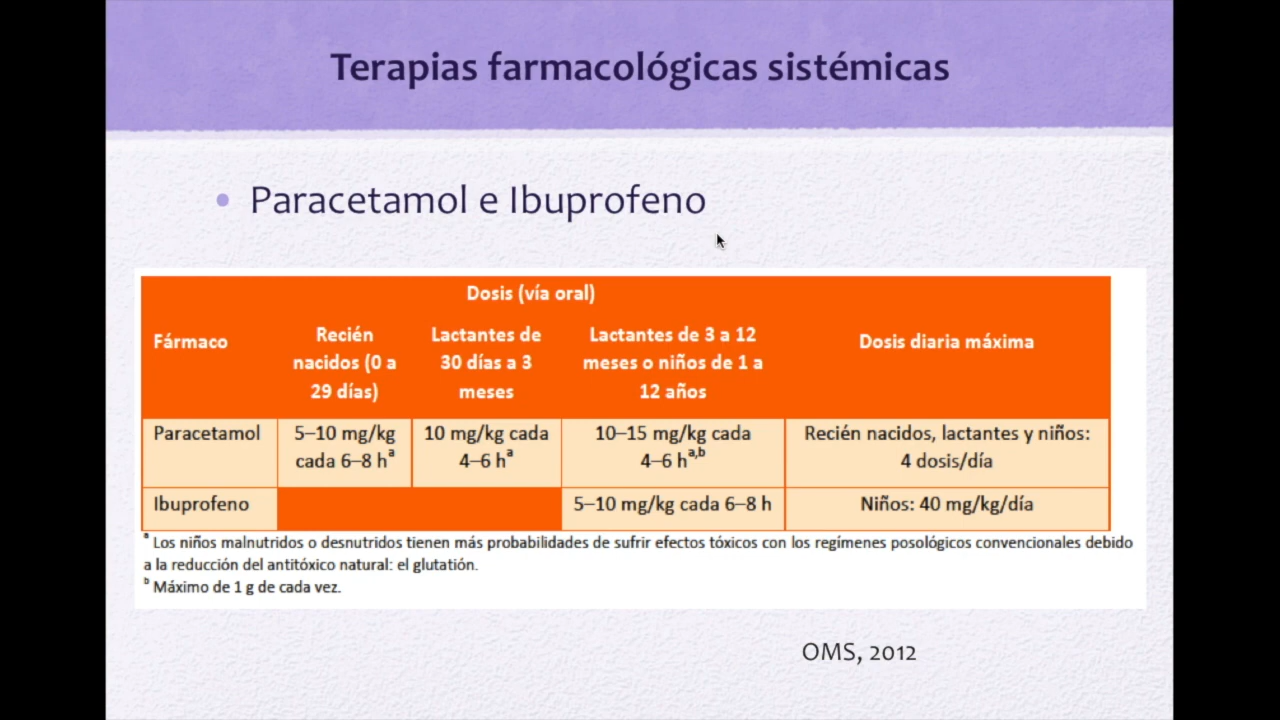 Terapias farmacológicas sistémicas
• Paracetamol e Ibuprofeno
Dosis (vía oral)
Fármaco
Recién
nacidos (0 a
29 días)
Lactantes de
30 días a 3
meses
Lactantes de 3 a 12
meses o niños de 1 a
12 años
Dosis diaria máxima
Paracetamol
5–10 mg/kg
cada 6–8 hª
10 mg/kg cada
4–6 hª
10–15 mg/kg cada
4–6 hª,ᵇ
Recién nacidos, lactantes y niños:
4 dosis/día
Ibuprofeno
5–10 mg/kg cada 6–8 h
Niños: 40 mg/kg/día
ª Los niños malnutridos o desnutridos tienen más probabilidades de sufrir efectos tóxicos con los regímenes posológicos convencionales debido
a la reducción del antitóxico natural: el glutatión.
ᵇ Máximo de 1 g de cada vez.
OMS, 2012